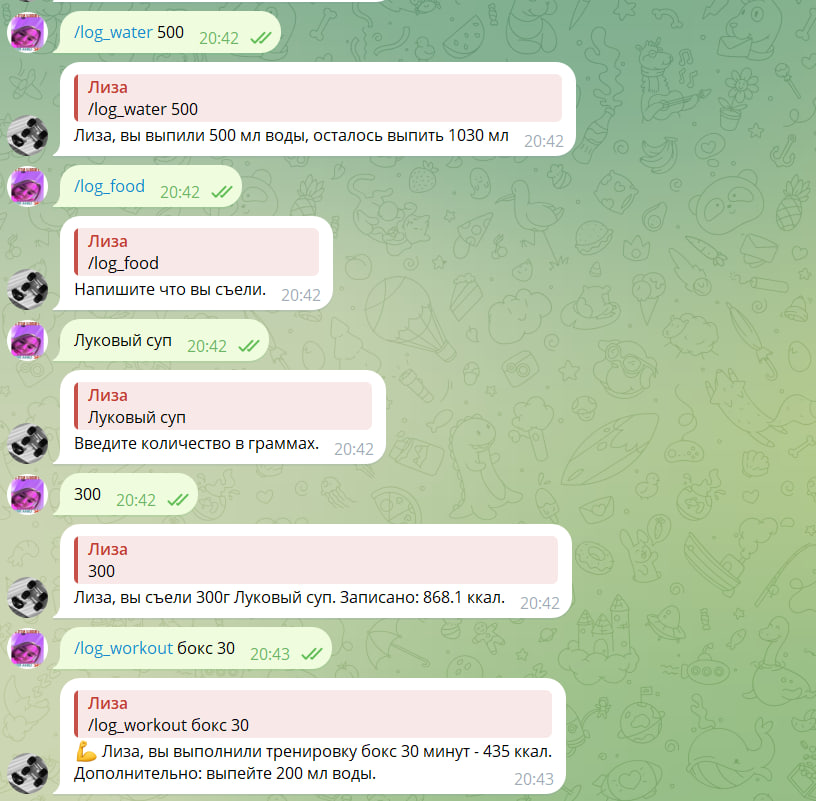 /log_water 500 20:42
Лиза
/log_water 500
Лиза, вы выпили 500 мл воды, осталось выпить 1030 мл 20:42
/log_food 20:42
Лиза
/log_food
Напишите что вы съели. 20:42
Луковый суп 20:42
Лиза
Луковый суп
Введите количество в граммах. 20:42
300 20:42
Лиза
300
Лиза, вы съели 300г Луковый суп. Записано: 868.1 ккал. 20:42
/log_workout бокс 30 20:43
Лиза
/log_workout бокс 30
💪 Лиза, вы выполнили тренировку бокс 30 минут - 435 ккал.
Дополнительно: выпейте 200 мл воды. 20:43